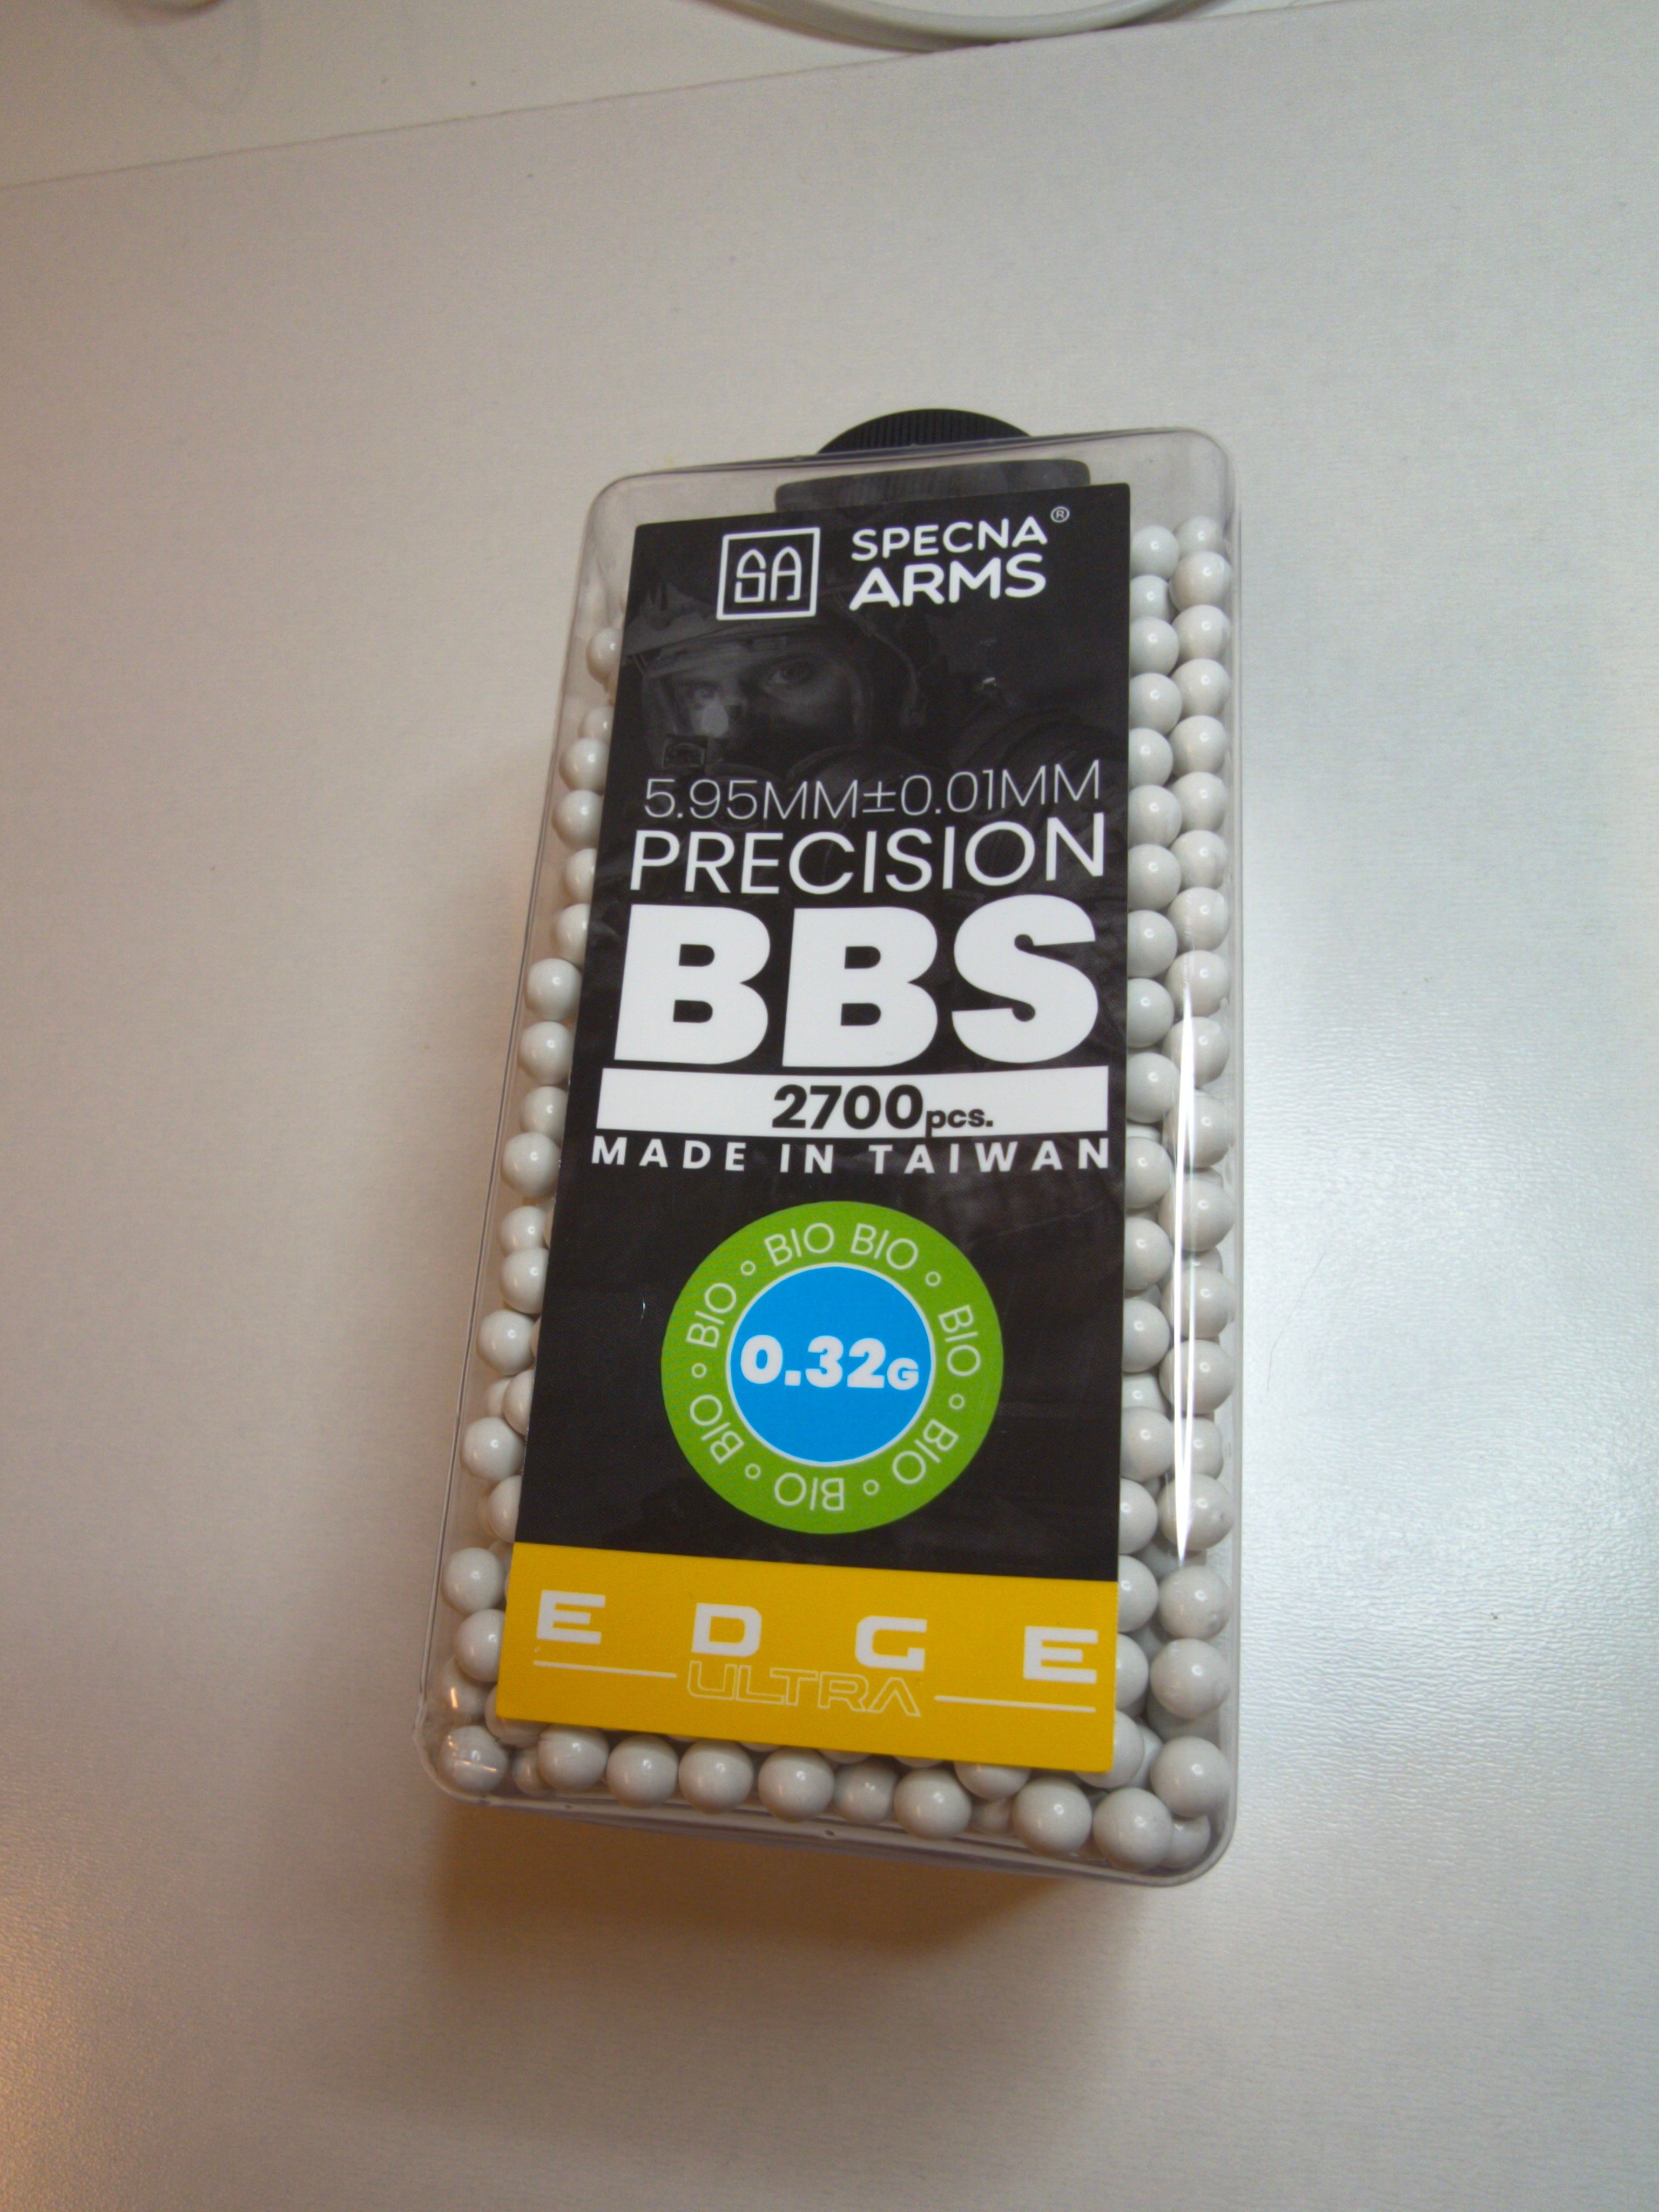 SA SPECNA®
ARMS
5.95MM±0.01MM
PRECISION
BBS
2700pcs.
MADE IN TAIWAN
BIO BIO ∘ BIO ∘ BIO ∘ BIO ∘ BIO ∘ BIO ∘
0.32G
EDGE
ULTRA